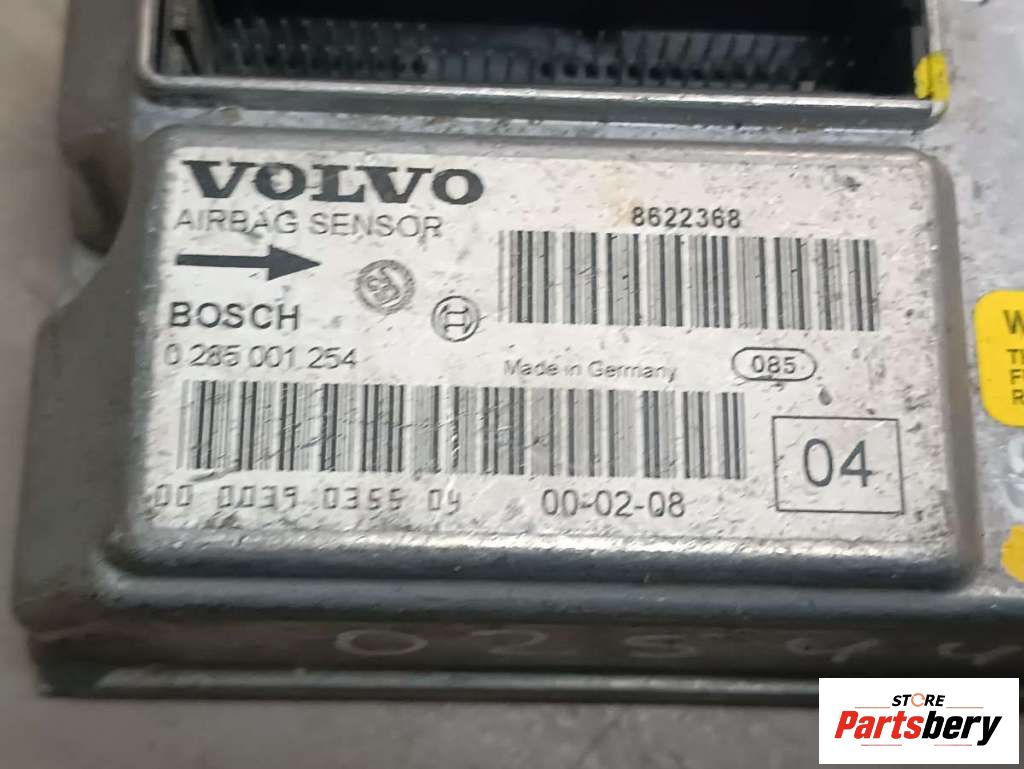 VOLVO
AIRBAG SENSOR
8622368
BOSCH
0 285 001 254
Made in Germany
085
04
00 0039 0355 04
00-02-08
0254
W
F
R
STORE
Partsbery